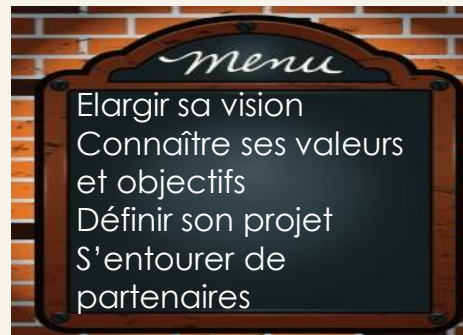 menu
Elargir sa vision
Connaître ses valeurs
et objectifs
Définir son projet
S’entourer de
partenaires